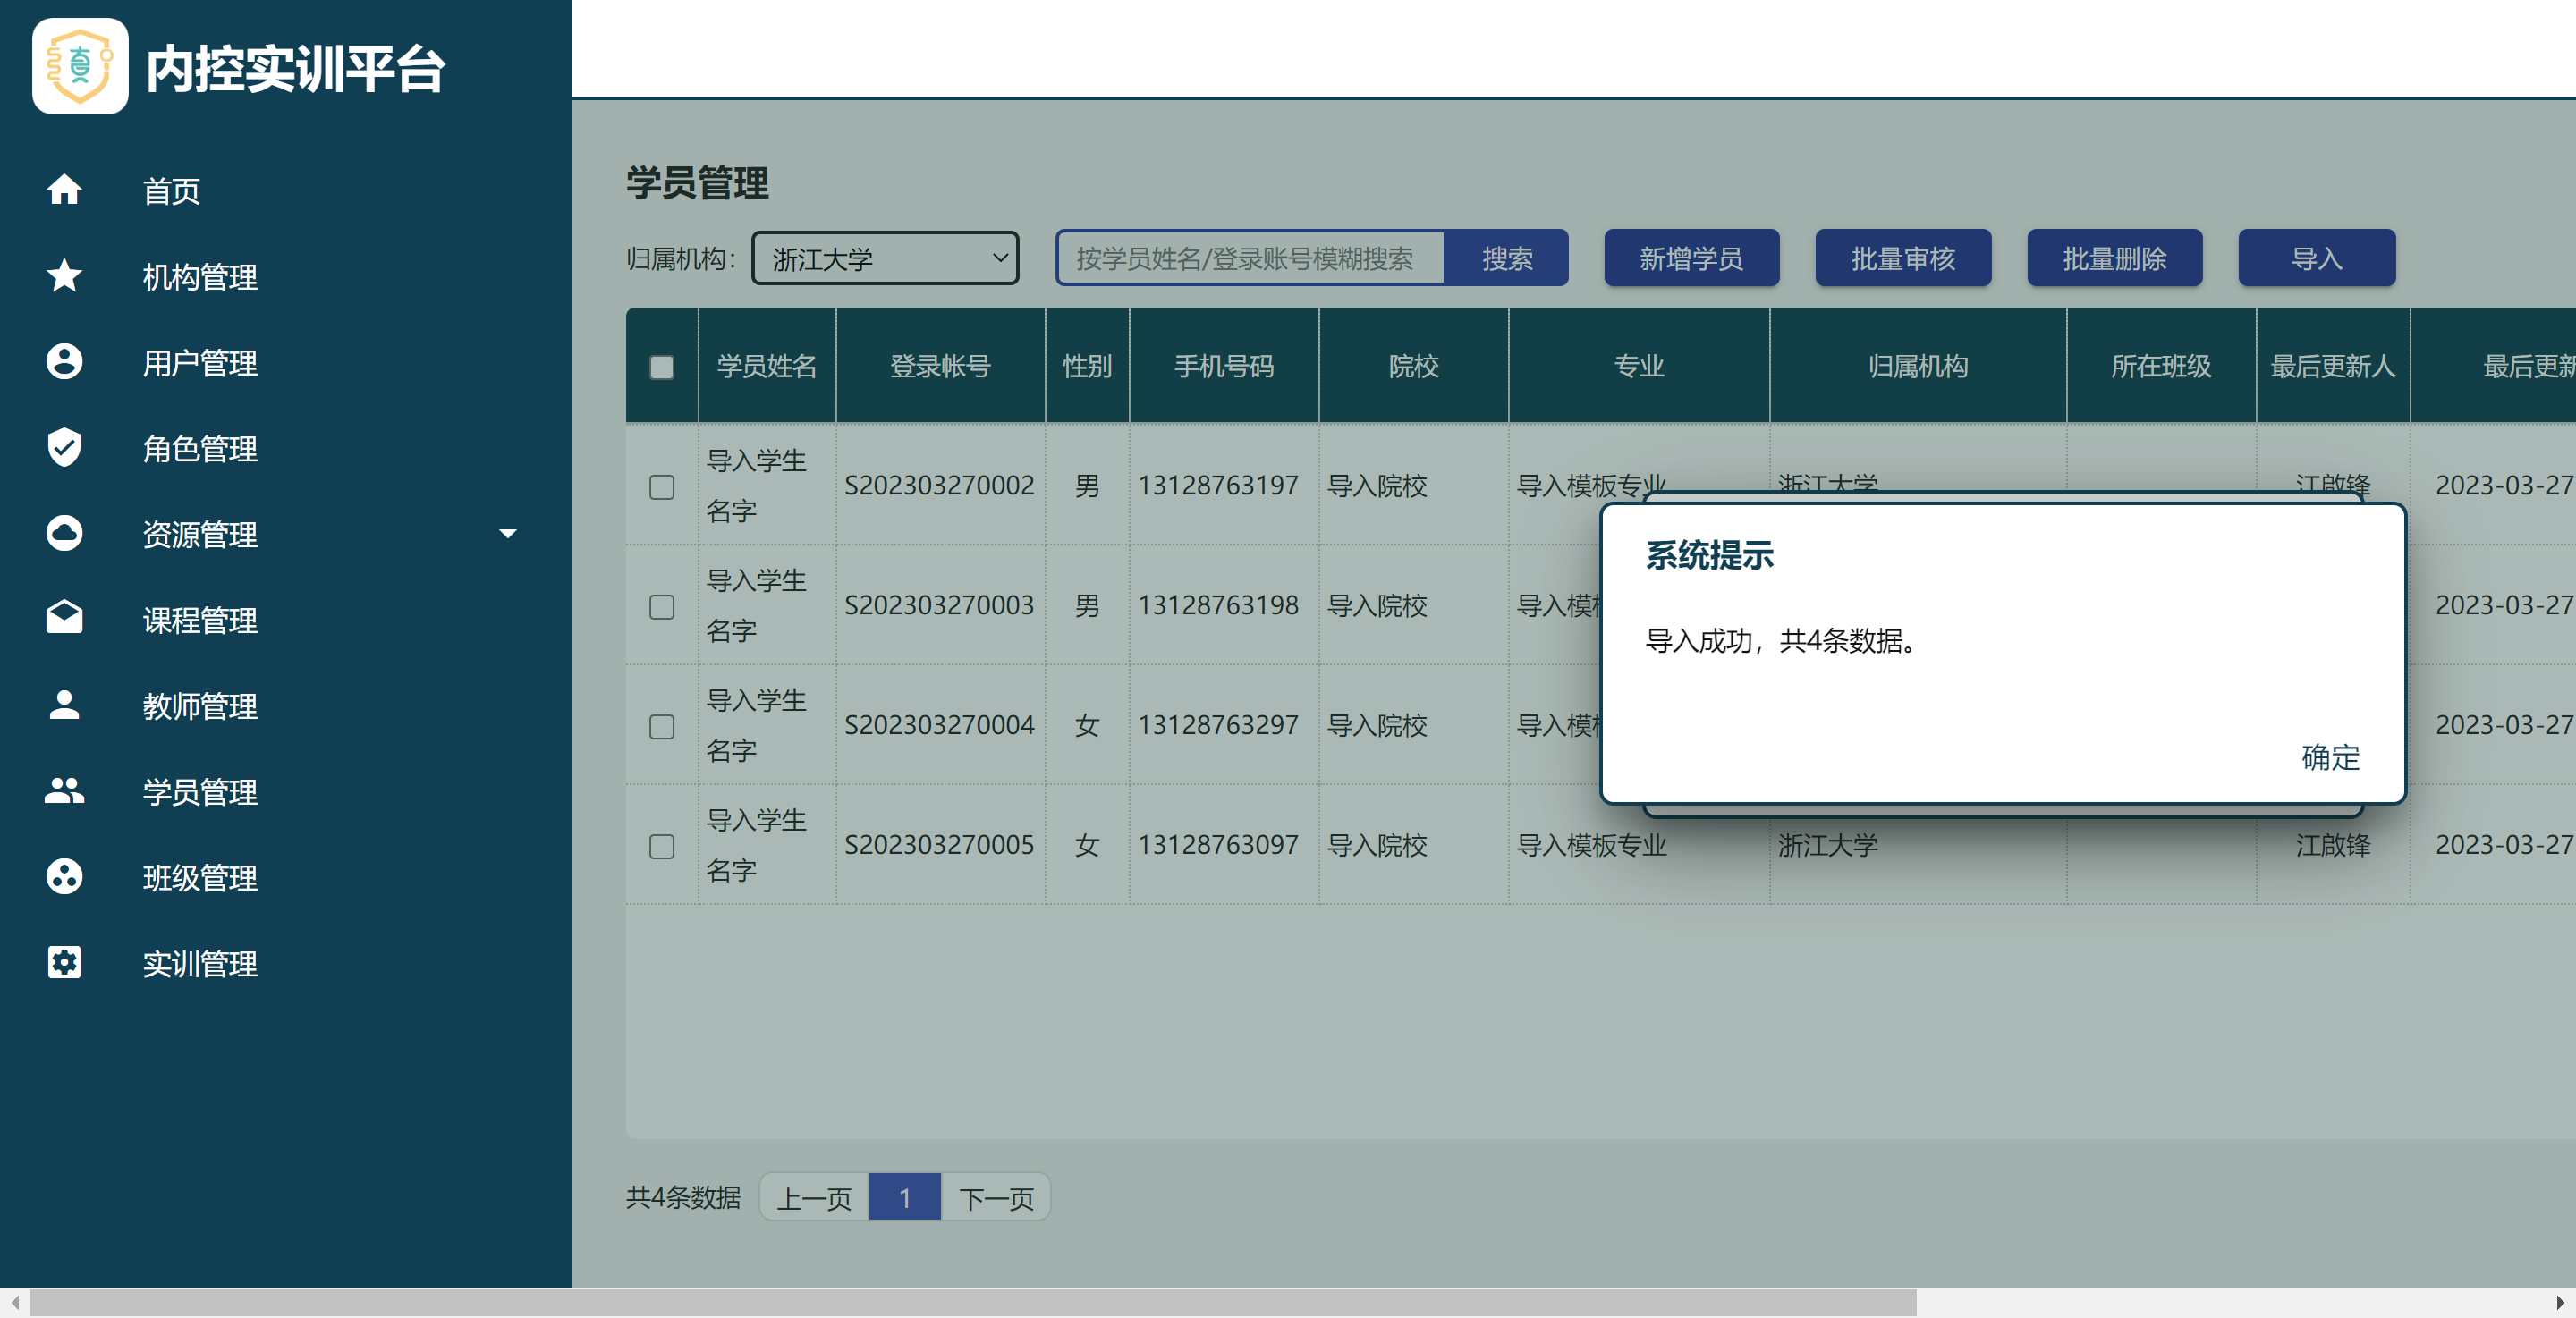 内控实训平台
首页
机构管理
用户管理
角色管理
资源管理
课程管理
教师管理
学员管理
班级管理
实训管理
学员管理
归属机构： 浙江大学 按学员姓名/登录账号模糊搜索 搜索 新增学员 批量审核 批量删除 导入
学员姓名 登录帐号 性别 手机号码 院校 专业 归属机构 所在班级 最后更新人 最后更新
导入学生名字 S202303270002 男 13128763197 导入院校 导入模板专业 浙江大学 江啟锋 2023-03-27
导入学生名字 S202303270003 男 13128763198 导入院校 导入模 2023-03-27
导入学生名字 S202303270004 女 13128763297 导入院校 导入模 2023-03-27
导入学生名字 S202303270005 女 13128763097 导入院校 导入模板专业 浙江大学 江啟锋 2023-03-27
系统提示
导入成功，共4条数据。
确定
共4条数据 上一页 1 下一页